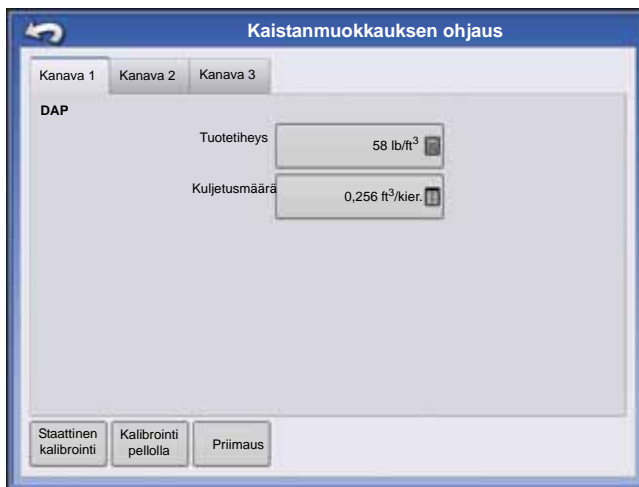 Kaistanmuokkauksen ohjaus
Kanava 1 Kanava 2 Kanava 3
DAP
Tuotetiheys 58 lb/ft³
Kuljetusmäärä 0,256 ft³/kier.
Staattinen kalibrointi
Kalibrointi pellolla
Priimaus